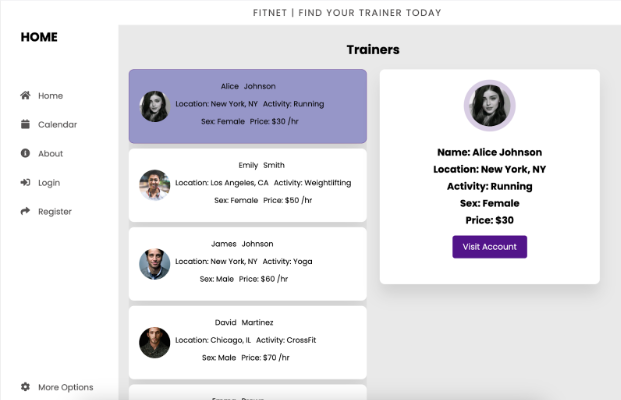 FITNET | FIND YOUR TRAINER TODAY
HOME
Home
Calendar
About
Login
Register
More Options
Trainers
Alice Johnson
Location: New York, NY Activity: Running
Sex: Female Price: $30 /hr
Emily Smith
Location: Los Angeles, CA Activity: Weightlifting
Sex: Female Price: $50 /hr
James Johnson
Location: New York, NY Activity: Yoga
Sex: Male Price: $60 /hr
David Martinez
Location: Chicago, IL Activity: CrossFit
Sex: Male Price: $70 /hr
Name: Alice Johnson
Location: New York, NY
Activity: Running
Sex: Female
Price: $30
Visit Account